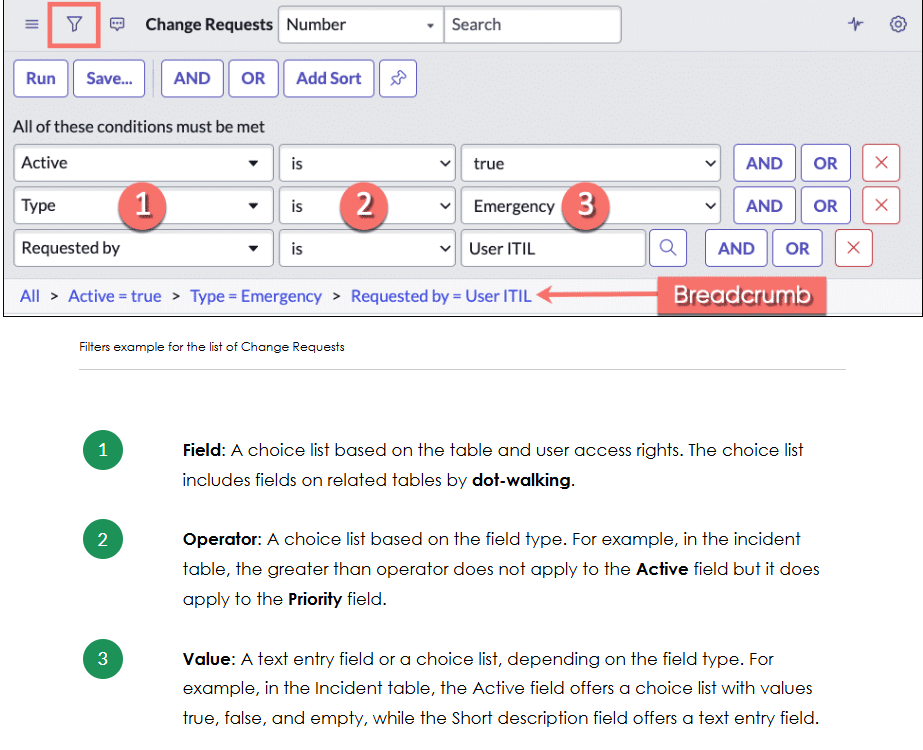 Change Requests Number Search
Run Save... AND OR Add Sort
All of these conditions must be met
Active is true AND OR
Type 1 is 2 Emergency 3 AND OR
Requested by is User ITIL AND OR
All > Active = true > Type = Emergency > Requested by = User ITIL Breadcrumb
Filters example for the list of Change Requests
1 Field: A choice list based on the table and user access rights. The choice list
includes fields on related tables by dot-walking.
2 Operator: A choice list based on the field type. For example, in the incident
table, the greater than operator does not apply to the Active field but it does
apply to the Priority field.
3 Value: A text entry field or a choice list, depending on the field type. For
example, in the Incident table, the Active field offers a choice list with values
true, false, and empty, while the Short description field offers a text entry field.